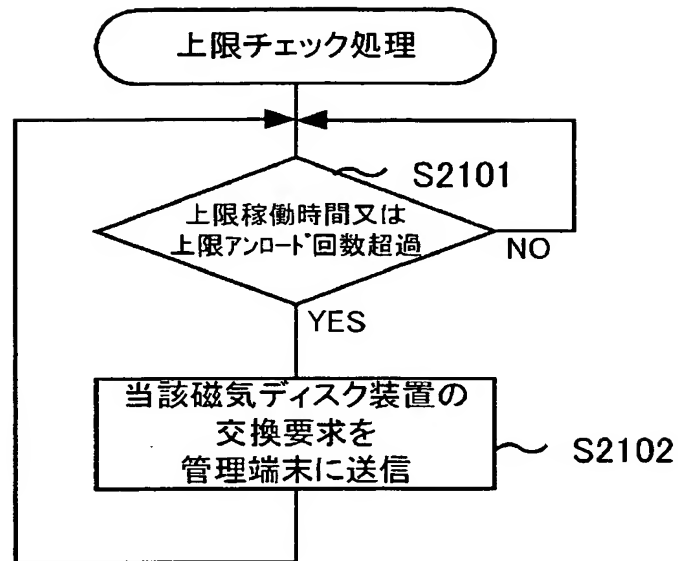 上限チェック処理
S2101
上限稼働時間又は
上限アンロード回数超過
NO
YES
当該磁気ディスク装置の
交換要求を
管理端末に送信
S2102